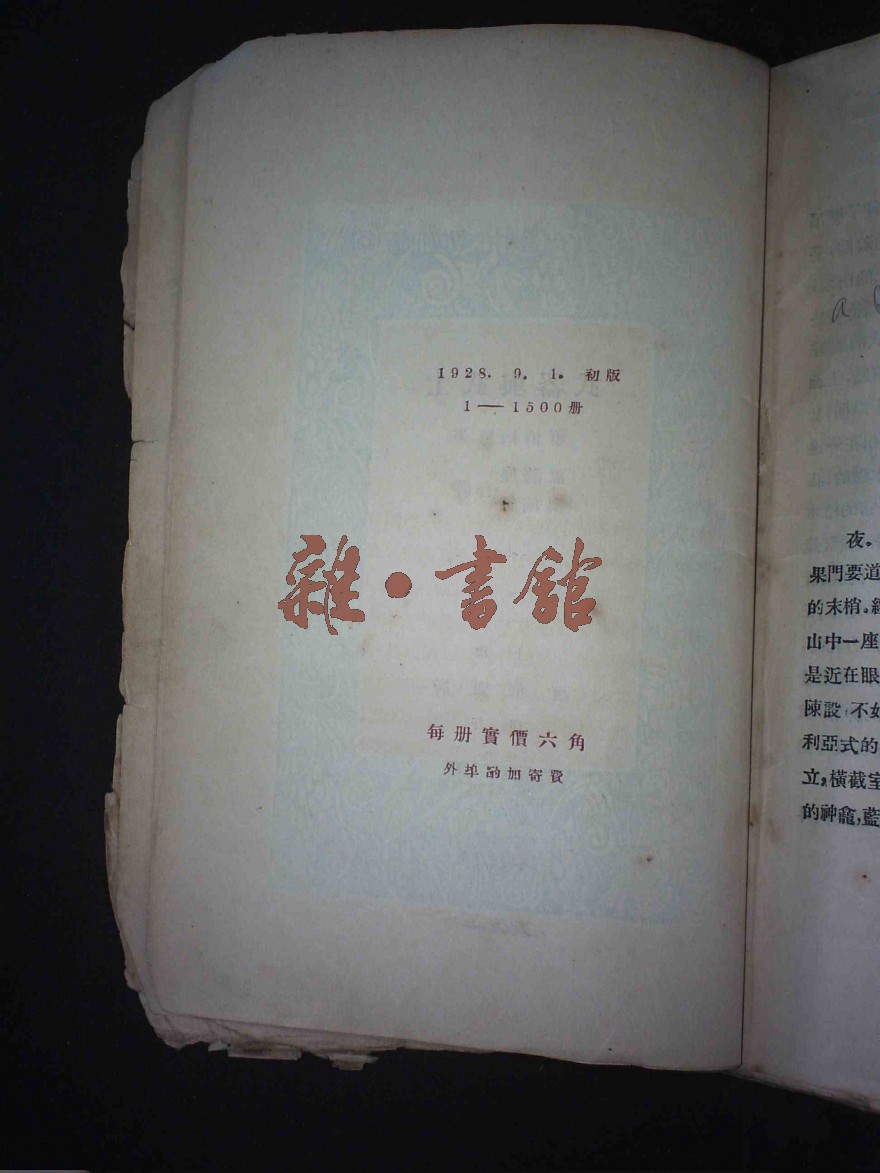 1928. 9. 1. 初版
1——1500册
雜·書館
每册實價六角
外埠酌加寄費
夜。
果門要道
的末梢。
山中一座
是近在眼
陳設,不如
利亞式的
立,橫截室
的神龕,藍